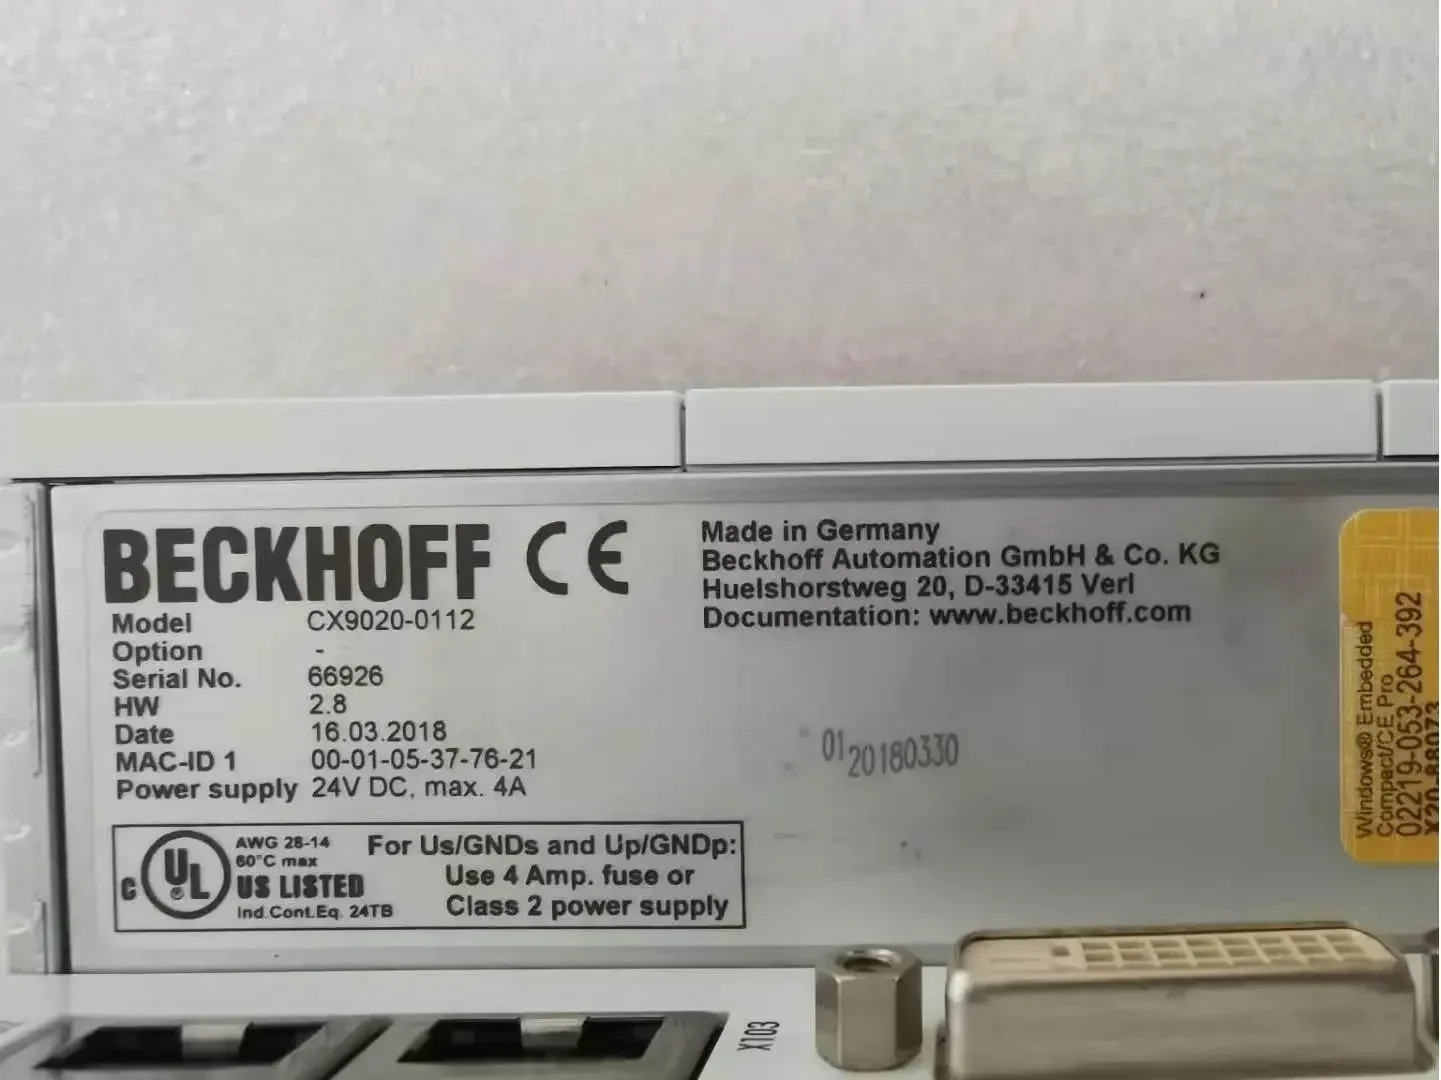 BECKHOFF CE
Model CX9020-0112
Option -
Serial No. 66926
HW 2.8
Date 16.03.2018
MAC-ID 1 00-01-05-37-76-21
Power supply 24V DC, max. 4A
Made in Germany
Beckhoff Automation GmbH & Co. KG
Huelshorstweg 20, D-33415 Verl
Documentation: www.beckhoff.com
01 20180330
C UL ® US LISTED
AWG 28-14
60°C max
Ind.Cont.Eq. 24TB
For Us/GNDs and Up/GNDp:
Use 4 Amp. fuse or
Class 2 power supply
Windows® Embedded
Compact/CE Pro
02219-053-264-392
X20-88073
X103